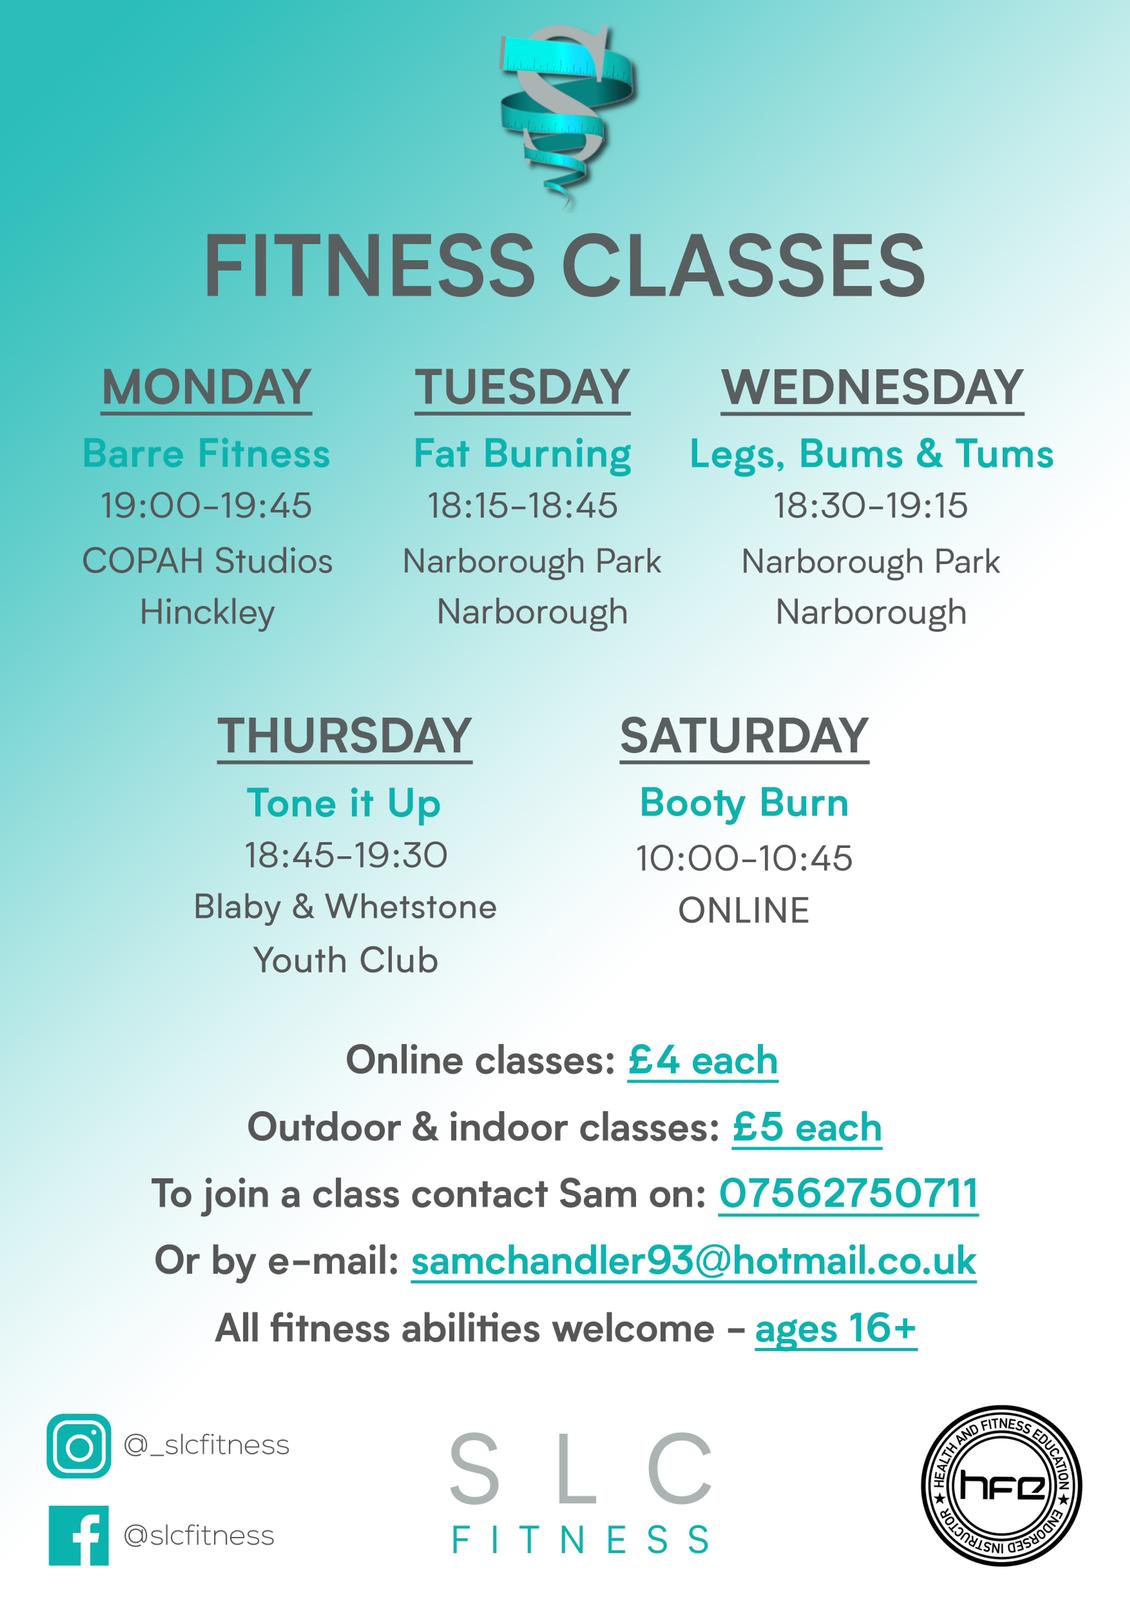 S
FITNESS CLASSES
MONDAY
Barre Fitness
19:00-19:45
COPAH Studios
Hinckley
TUESDAY
Fat Burning
18:15-18:45
Narborough Park
Narborough
WEDNESDAY
Legs, Bums & Tums
18:30-19:15
Narborough Park
Narborough
THURSDAY
Tone it Up
18:45-19:30
Blaby & Whetstone
Youth Club
SATURDAY
Booty Burn
10:00-10:45
ONLINE
Online classes: £4 each
Outdoor & indoor classes: £5 each
To join a class contact Sam on: 07562750711
Or by e-mail: samchandler93@hotmail.co.uk
All fitness abilities welcome - ages 16+
@_slcfitness
@slcfitness
SLC
FITNESS
HEALTH AND FITNESS EDUCATION
hfe
★ ENDORSED INSTRUCTOR ★